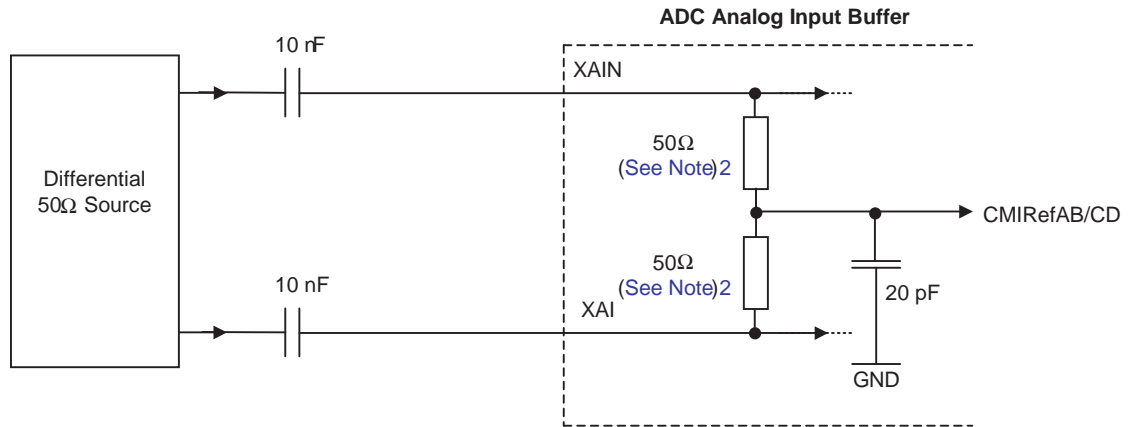 ADC Analog Input Buffer
10 nF
XAIN
50Ω
(See Note)2
Differential
50Ω Source
CMIRefAB/CD
10 nF
50Ω
(See Note)2
XAI
20 pF
GND